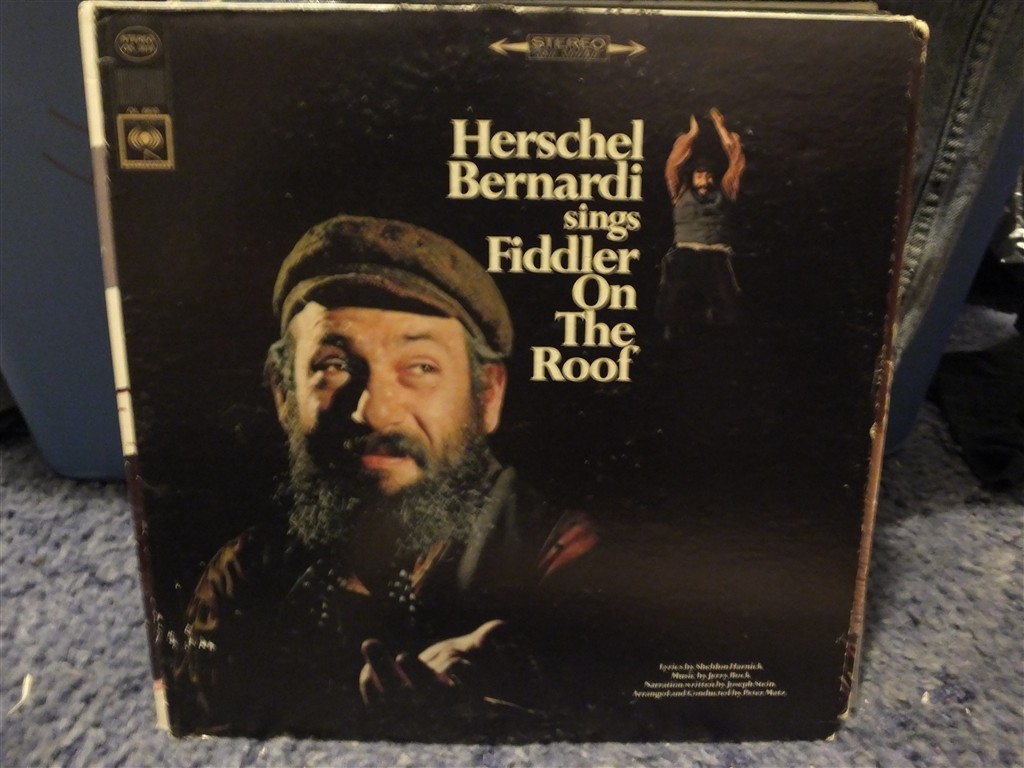 STEREO
Herschel
Bernardi
sings
Fiddler
On
The
Roof
Lyrics by Sheldon Harnick
Music by Jerry Bock
Narration written by Joseph Stein
Arranged and Conducted by Peter Matz